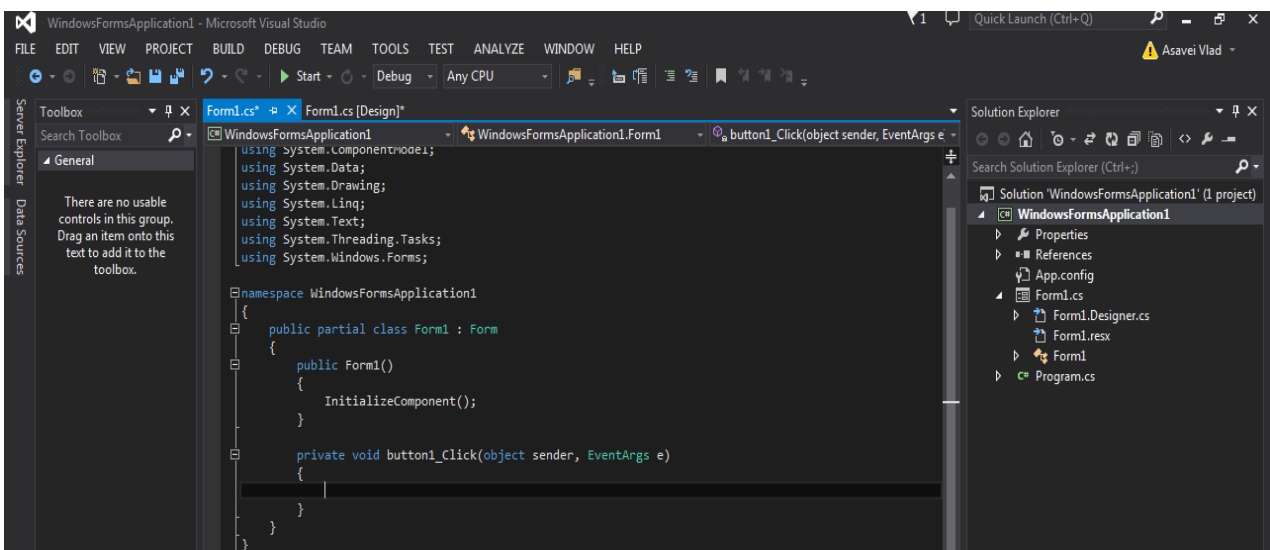 WindowsFormsApplication1 - Microsoft Visual Studio
1
Quick Launch (Ctrl+Q)
FILE EDIT VIEW PROJECT BUILD DEBUG TEAM TOOLS TEST ANALYZE WINDOW HELP
Asavei Vlad
Start Debug Any CPU
Server Explorer
Data Sources
Toolbox
Search Toolbox
General
There are no usable
controls in this group.
Drag an item onto this
text to add it to the
toolbox.
Form1.cs* Form1.cs [Design]*
C# WindowsFormsApplication1 WindowsFormsApplication1.Form1 button1_Click(object sender, EventArgs e
using System.ComponentModel;
using System.Data;
using System.Drawing;
using System.Linq;
using System.Text;
using System.Threading.Tasks;
using System.Windows.Forms;
namespace WindowsFormsApplication1
{
public partial class Form1 : Form
{
public Form1()
{
InitializeComponent();
}
private void button1_Click(object sender, EventArgs e)
{
}
}
}
Solution Explorer
Search Solution Explorer (Ctrl+;)
Solution 'WindowsFormsApplication1' (1 project)
C# WindowsFormsApplication1
Properties
References
App.config
Form1.cs
Form1.Designer.cs
Form1.resx
Form1
C# Program.cs